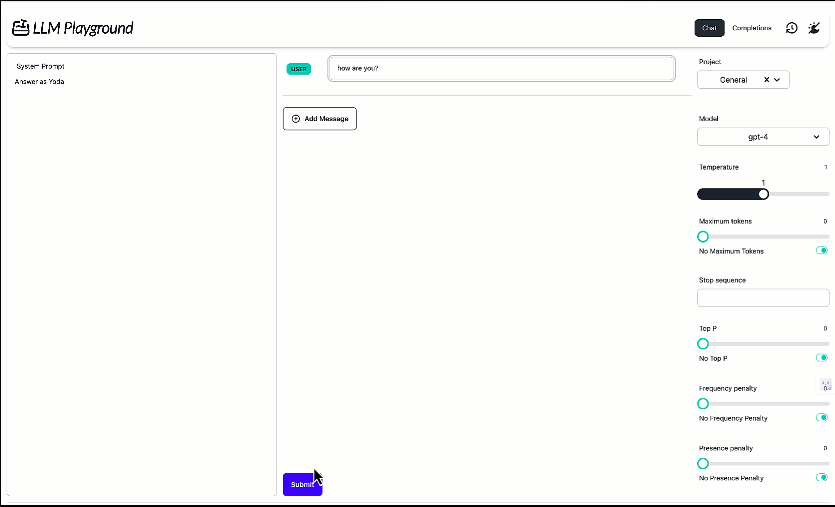 LLM Playground
Chat
Completions
System Prompt
Answer as Yoda
USER
how are you?
Add Message
Submit
Project
General
Model
gpt-4
Temperature 1
1
Maximum tokens 0
No Maximum Tokens
Stop sequence
Top P 0
No Top P
Frequency penalty 0
No Frequency Penalty
Presence penalty 0
No Presence Penalty